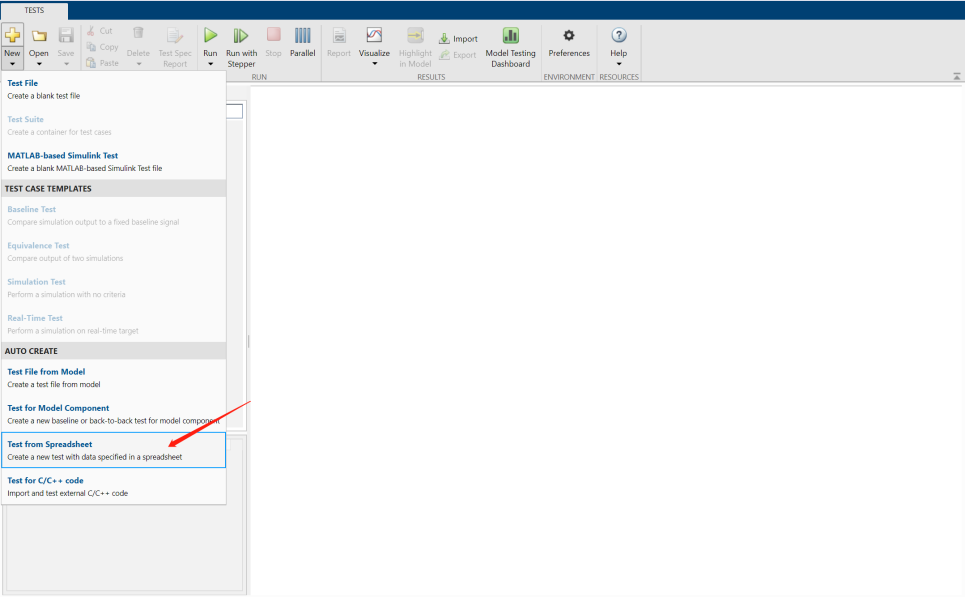 TESTS
New
Open
Save
Cut
Copy
Paste
Delete
Test Spec
Report
Run
Run with
Stepper
Stop
Parallel
RUN
Report
Visualize
Highlight
in Model
Import
Export
Model Testing
Dashboard
RESULTS
Preferences
ENVIRONMENT
Help
RESOURCES
Test File
Create a blank test file
Test Suite
Create a container for test cases
MATLAB-based Simulink Test
Create a blank MATLAB-based Simulink Test file
TEST CASE TEMPLATES
Baseline Test
Compare simulation output to a fixed baseline signal
Equivalence Test
Compare output of two simulations
Simulation Test
Perform a simulation with no criteria
Real-Time Test
Perform a simulation on real-time target
AUTO CREATE
Test File from Model
Create a test file from model
Test for Model Component
Create a new baseline or back-to-back test for model component
Test from Spreadsheet
Create a new test with data specified in a spreadsheet
Test for C/C++ code
Import and test external C/C++ code